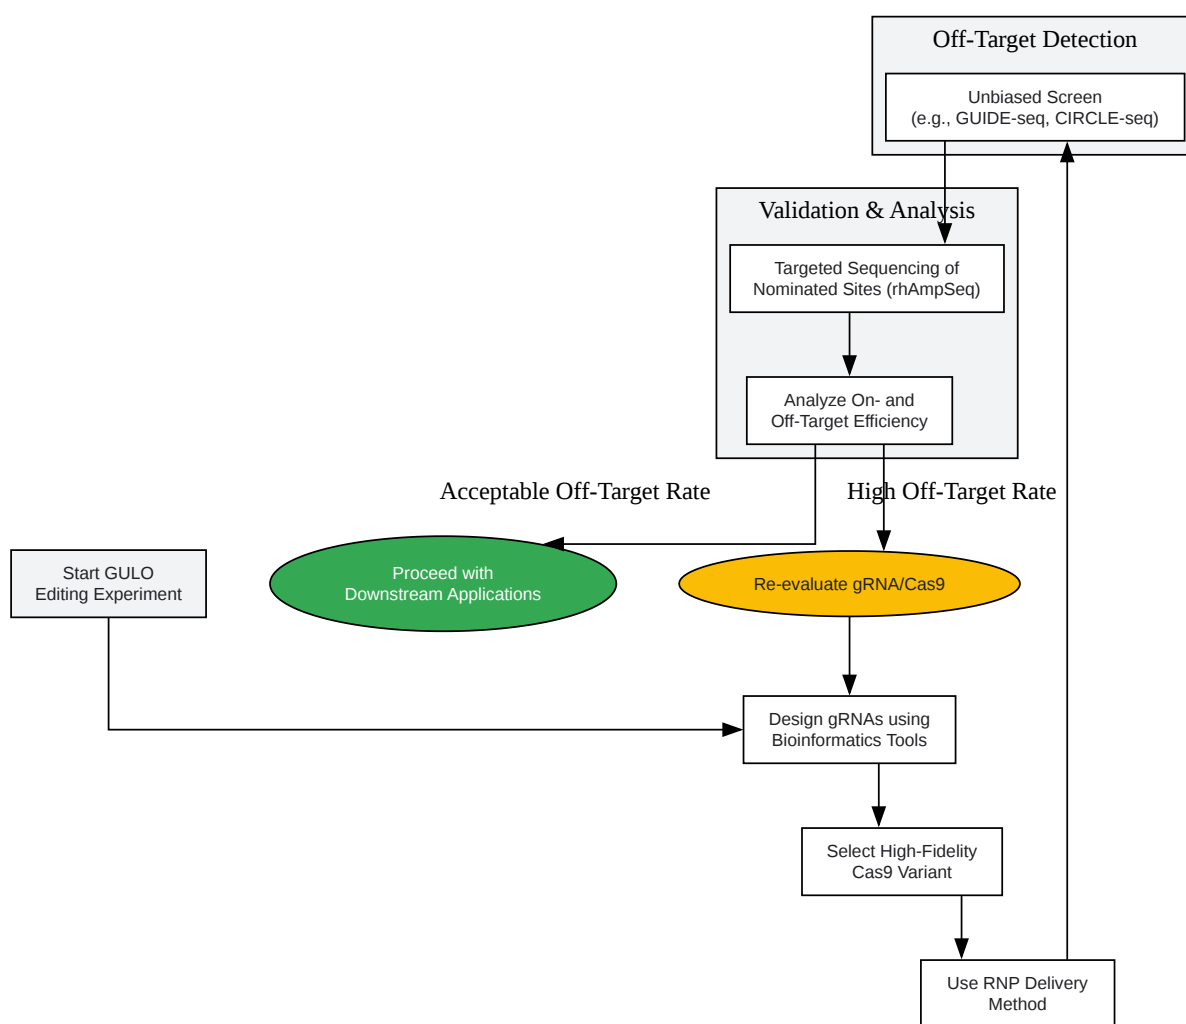 Off-Target Detection
Unbiased Screen
(e.g., GUIDE-seq, CIRCLE-seq)
Validation & Analysis
Targeted Sequencing of
Nominated Sites (rhAmpSeq)
Analyze On- and
Off-Target Efficiency
Acceptable Off-Target Rate
High Off-Target Rate
Start GULO
Editing Experiment
Proceed with
Downstream Applications
Re-evaluate gRNA/Cas9
Design gRNAs using
Bioinformatics Tools
Select High-Fidelity
Cas9 Variant
Use RNP Delivery
Method